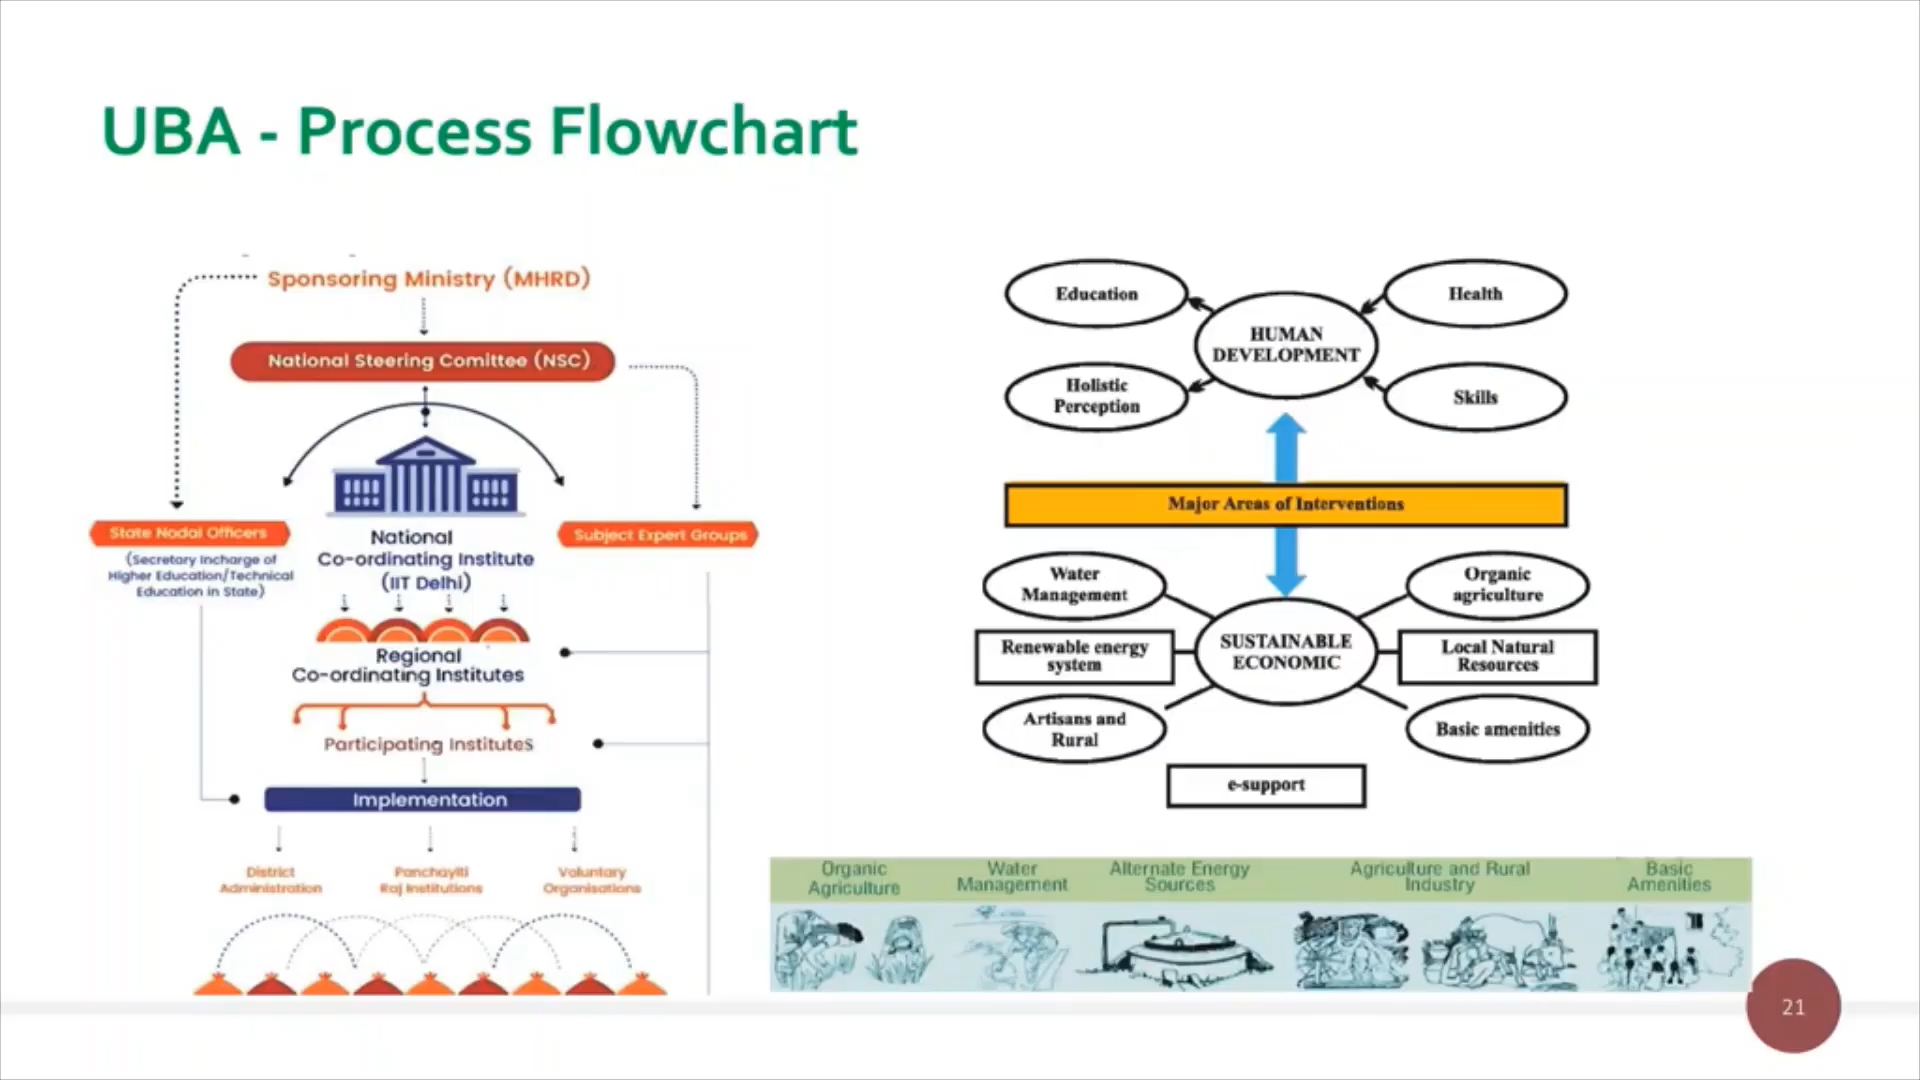 UBA - Process Flowchart
Sponsoring Ministry (MHRD)
National Steering Comittee (NSC)
State Nodal Officers
(Secretary Incharge of
Higher Education/Technical
Education in State)
National
Co-ordinating Institute
(IIT Delhi)
Subject Expert Groups
Regional
Co-ordinating Institutes
Participating Institutes
Implementation
District
Administration
Panchayiti
Raj Institutions
Voluntary
Organisations
Education
Health
HUMAN
DEVELOPMENT
Holistic
Perception
Skills
Major Areas of Interventions
Water
Management
Organic
agriculture
Renewable energy
system
SUSTAINABLE
ECONOMIC
Local Natural
Resources
Artisans and
Rural
Basic amenities
e-support
Organic
Agriculture
Water
Management
Alternate Energy
Sources
Agriculture and Rural
Industry
Basic
Amenities
21